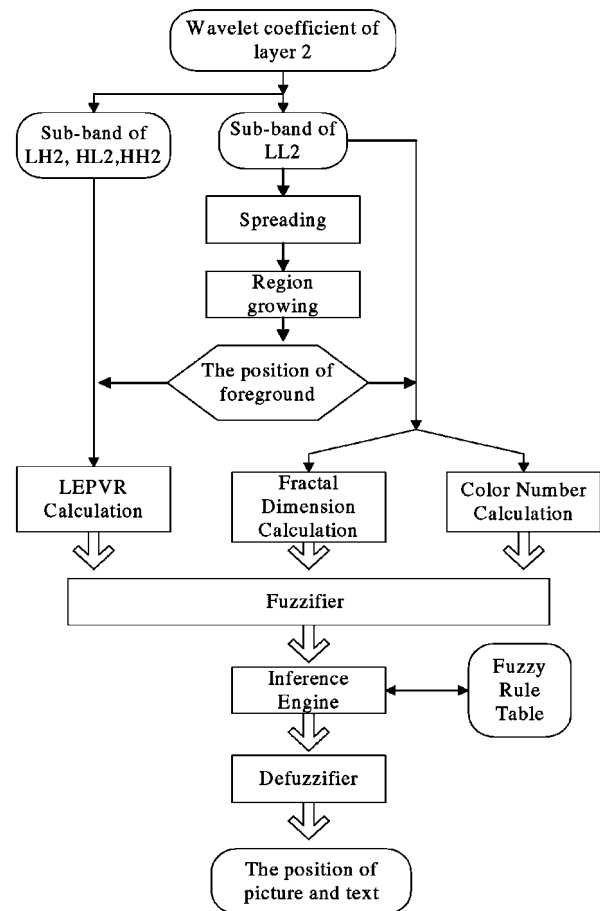 Wavelet coefficient of
layer 2
Sub-band of
LH2, HL2,HH2
Sub-band of
LL2
Spreading
Region
growing
The position of
foreground
LEPVR
Calculation
Fractal
Dimension
Calculation
Color Number
Calculation
Fuzzifier
Inference
Engine
Fuzzy
Rule
Table
Defuzzifier
The position of
picture and text